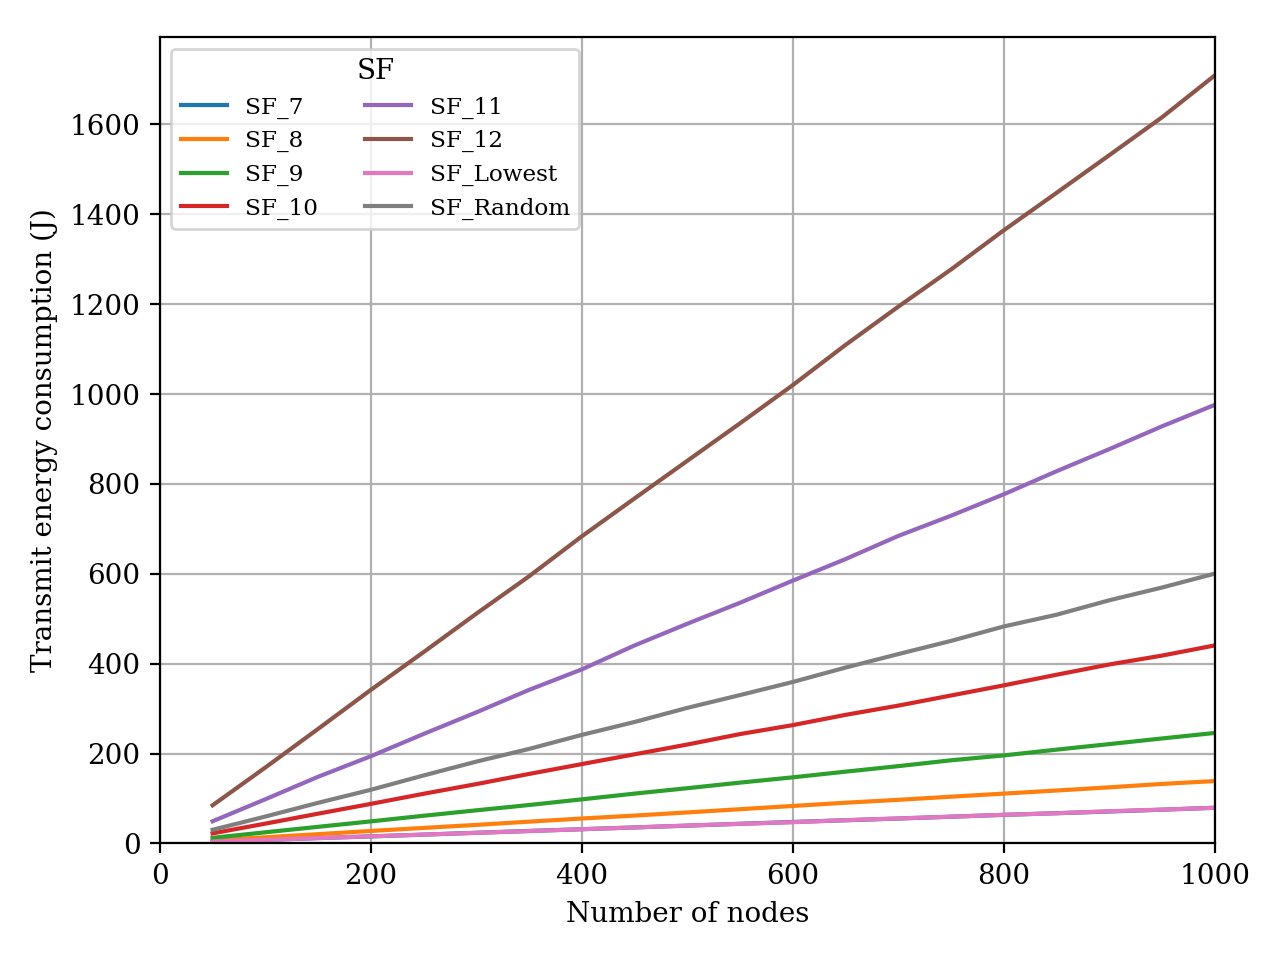 SF
SF_7
SF_8
SF_9
SF_10
SF_11
SF_12
SF_Lowest
SF_Random
Transmit energy consumption (J)
1600
1400
1200
1000
800
600
400
200
0
0 200 400 600 800 1000
Number of nodes